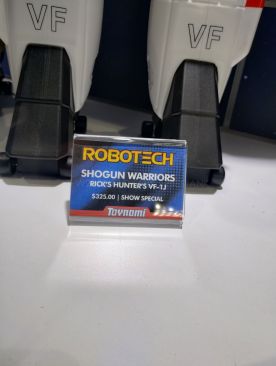 VF VF
ROBOTECH
SHOGUN WARRIORS
RICK'S HUNTER'S VF-1J
$325.00 | SHOW SPECIAL
Toynami